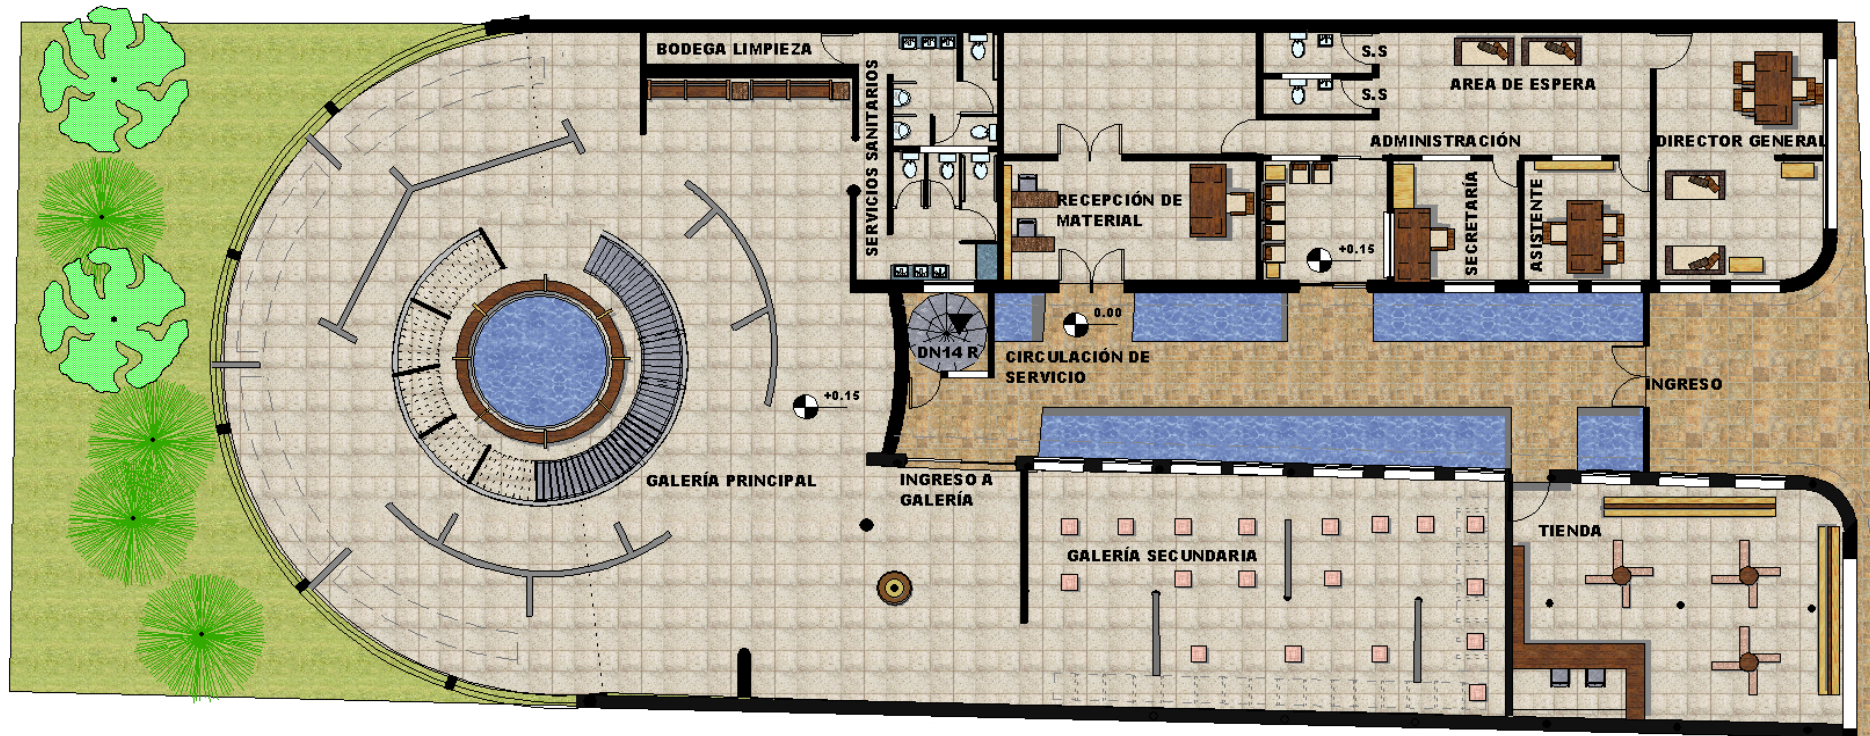 BODEGA LIMPIEZA
SERVICIOS SANITARIOS
S.S
S.S
AREA DE ESPERA
ADMINISTRACIÓN
DIRECTOR GENERAL
RECEPCIÓN DE
MATERIAL
SECRETARÍA
ASISTENTE
+0.15
0.00
DN14 R
CIRCULACIÓN DE
SERVICIO
INGRESO
+0.15
GALERÍA PRINCIPAL
INGRESO A
GALERÍA
GALERÍA SECUNDARIA
TIENDA